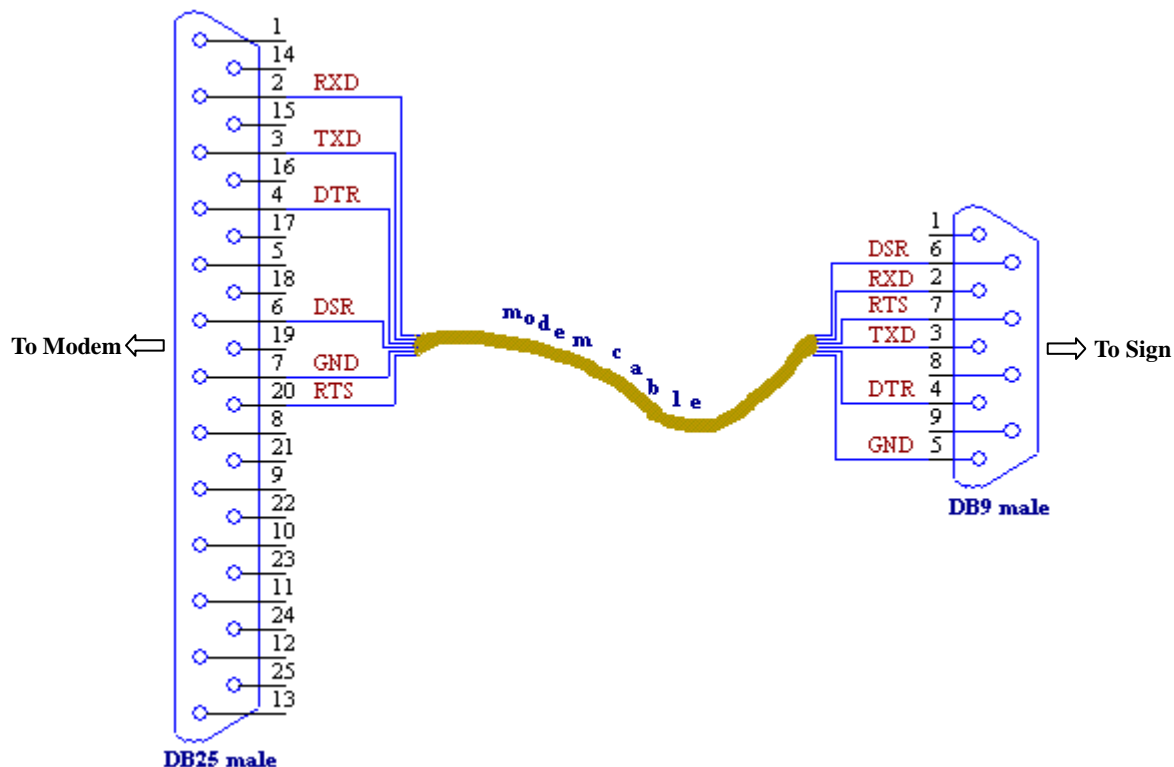 1
14
2 RXD
15
3 TXD
16
4 DTR
17
5
18
6 DSR
19
7 GND
20 RTS
8
21
9
22
10
23
11
24
12
25
13
To Modem
DB25 male
modem cable
1
DSR 6
RXD 2
RTS 7
TXD 3
8
DTR 4
9
GND 5
To Sign
DB9 male